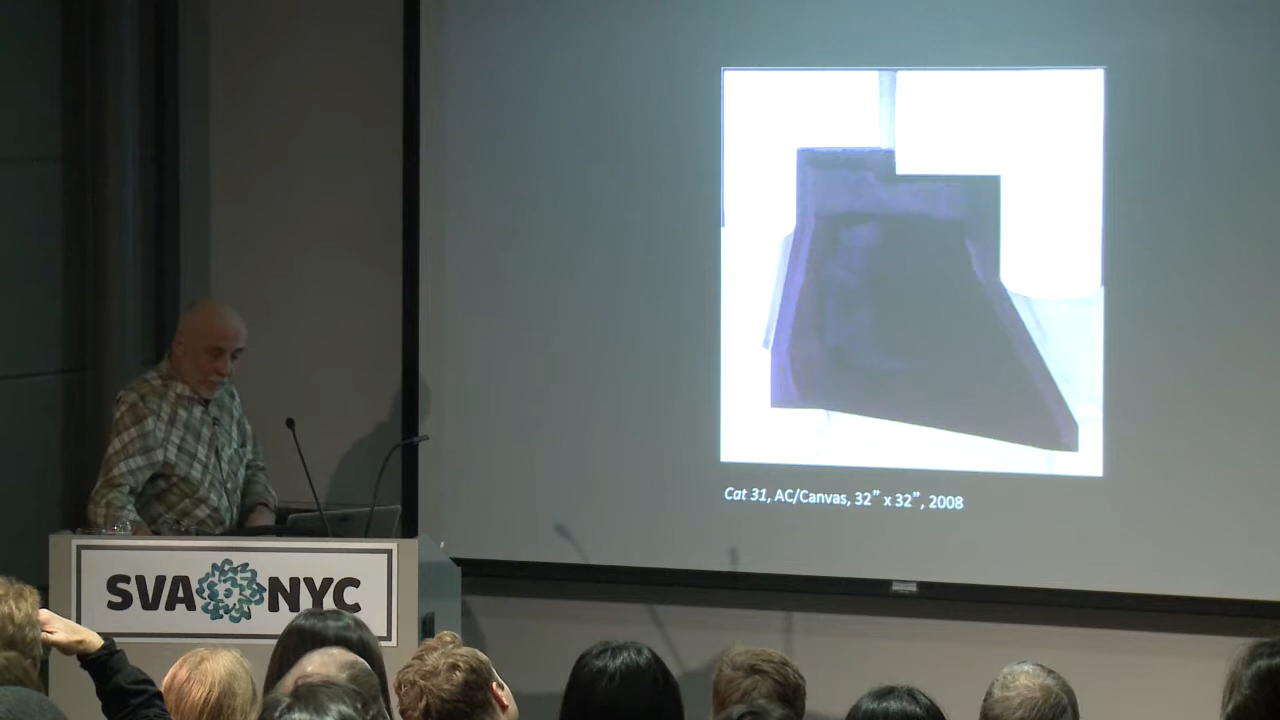 Cat 31, AC/Canvas, 32” x 32”, 2008
SVA NYC